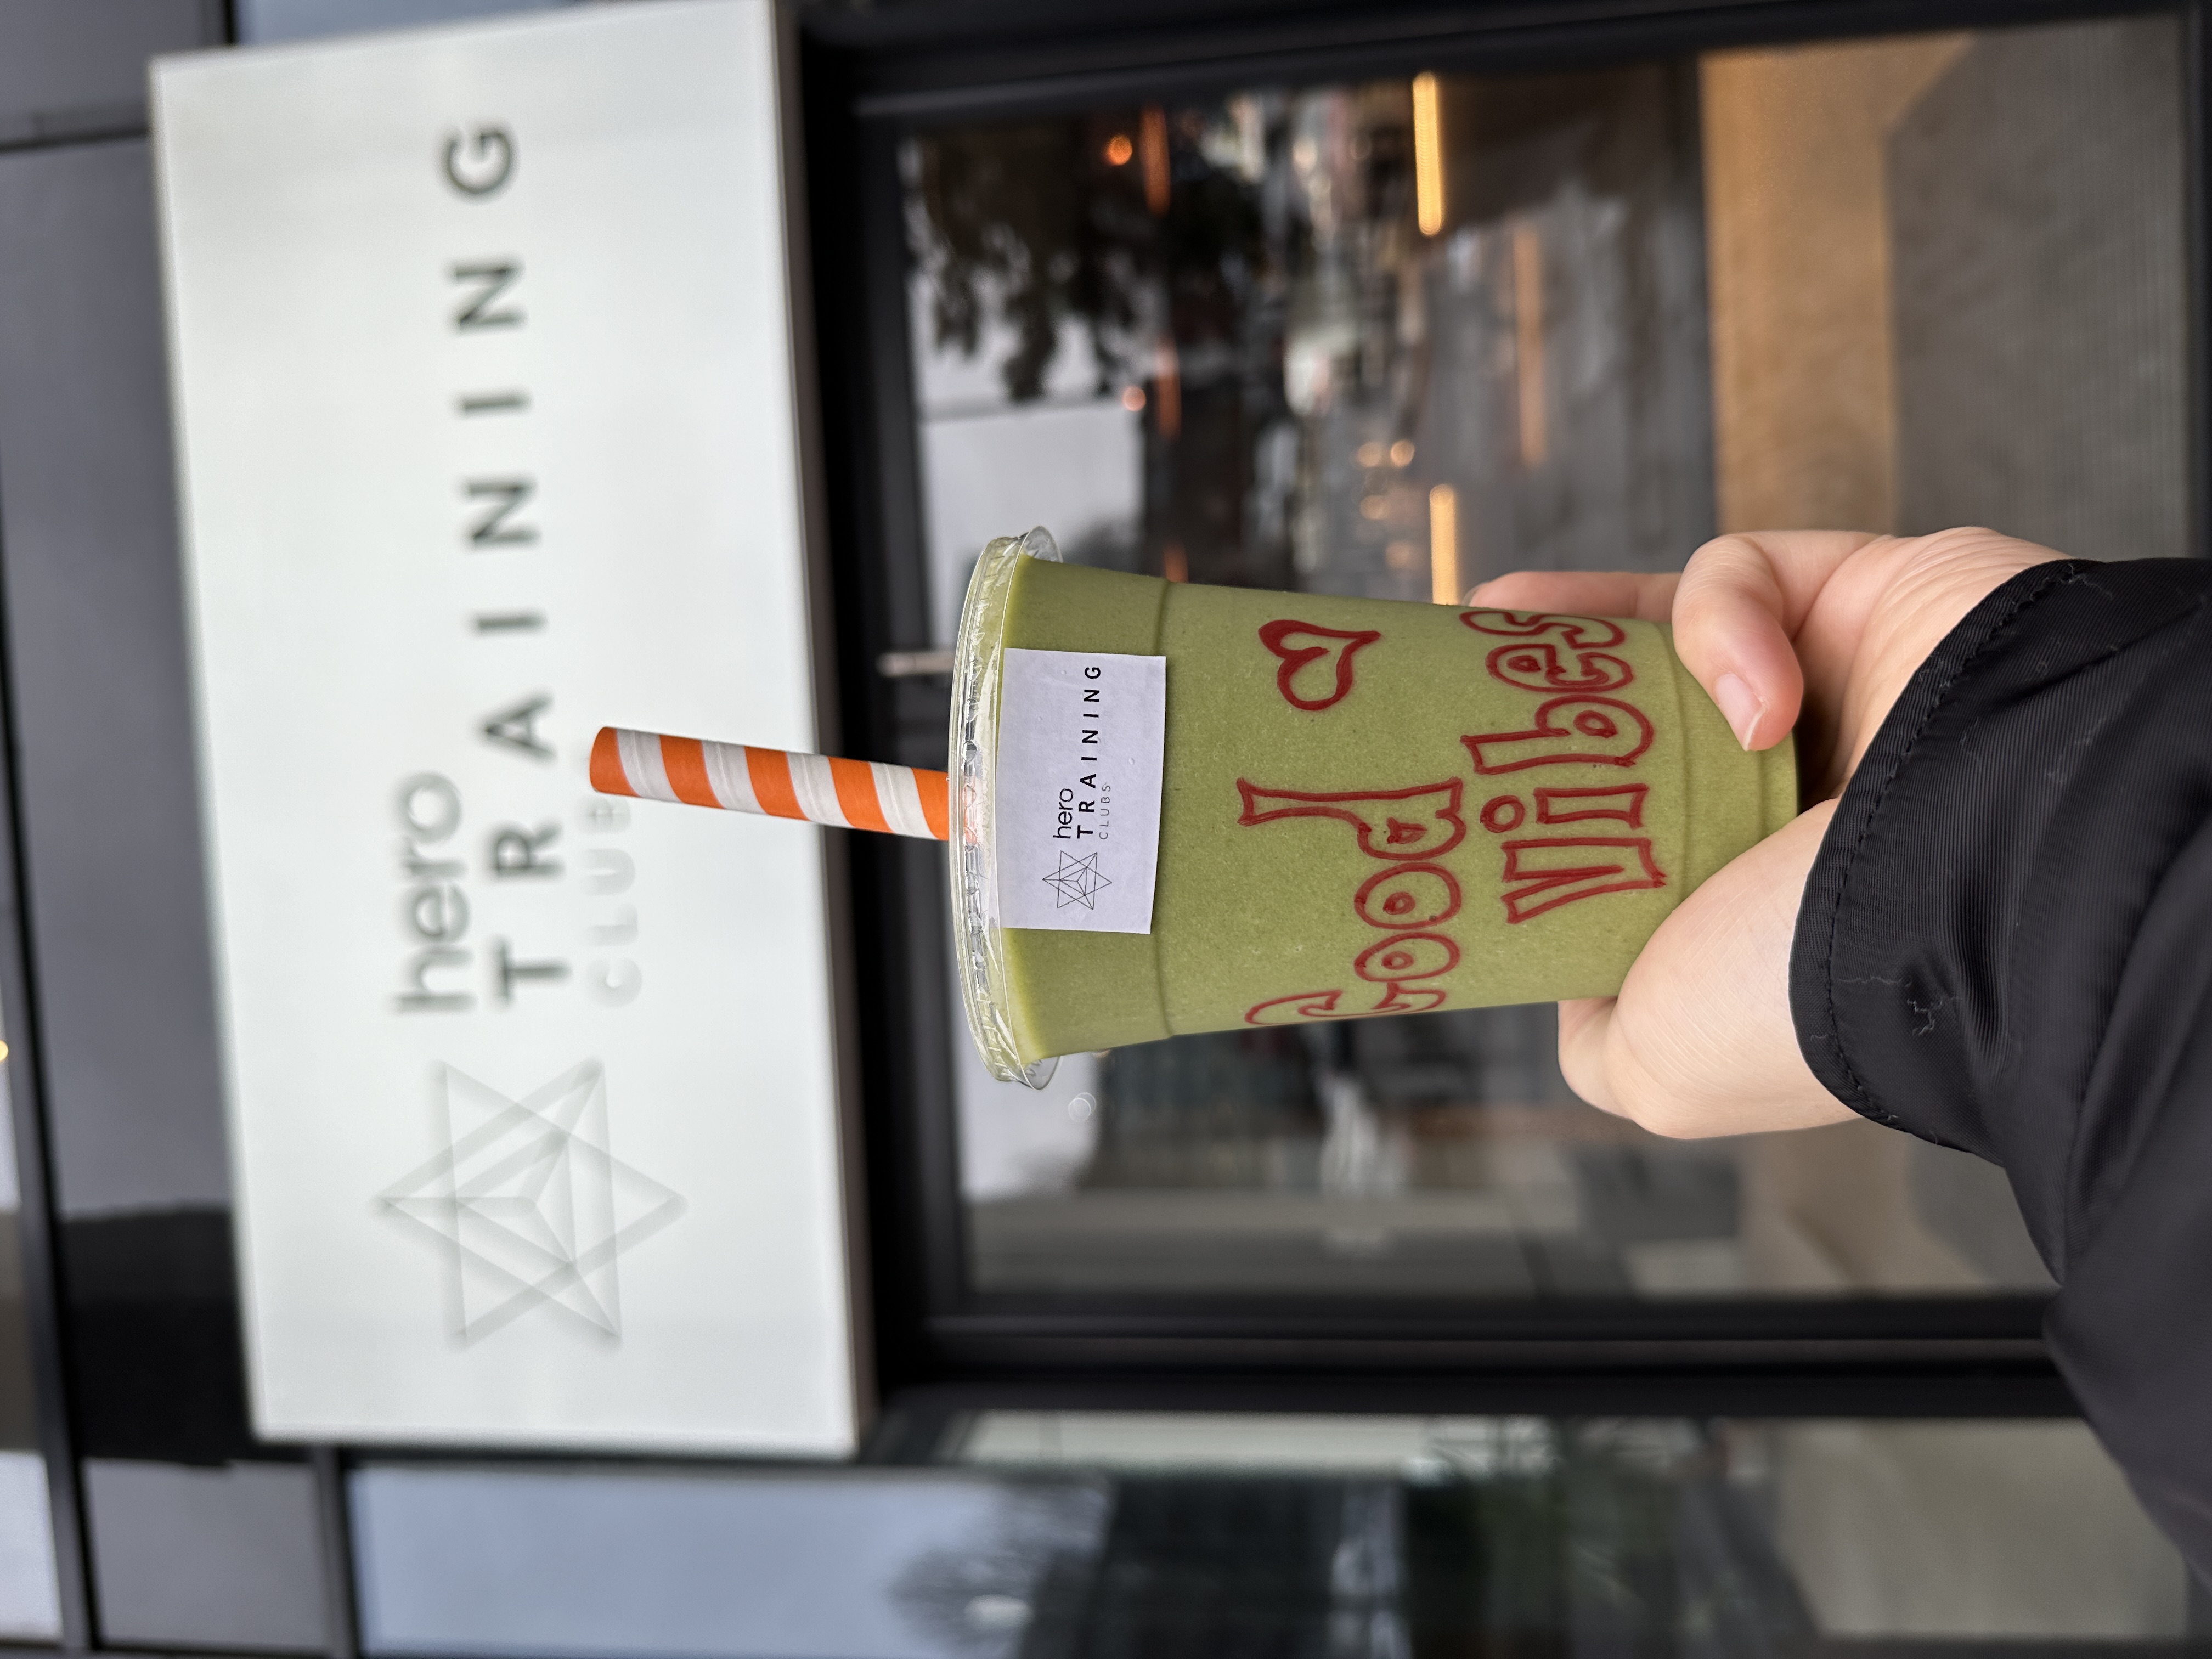 hero
TRAINING
CLUBS
hero
TRAINING
CLUBS
Good
vibes